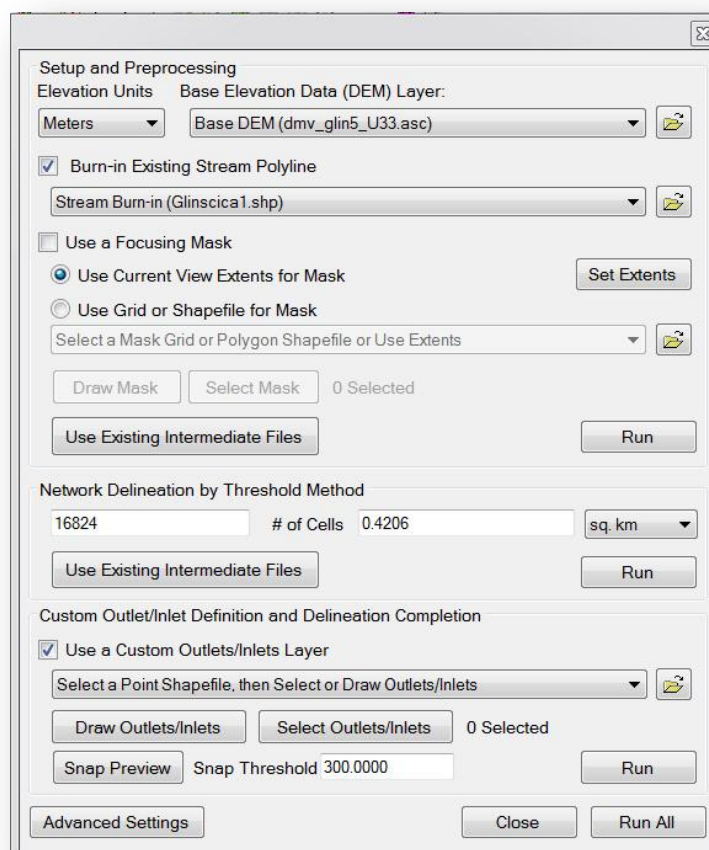 Setup and Preprocessing
Elevation Units Base Elevation Data (DEM) Layer:
Meters Base DEM (dmv_glin5_U33.asc)
Burn-in Existing Stream Polyline
Stream Burn-in (Glinscica1.shp)
Use a Focusing Mask
Use Current View Extents for Mask Set Extents
Use Grid or Shapefile for Mask
Select a Mask Grid or Polygon Shapefile or Use Extents
Draw Mask Select Mask 0 Selected
Use Existing Intermediate Files Run
Network Delineation by Threshold Method
16824 # of Cells 0.4206 sq. km
Use Existing Intermediate Files Run
Custom Outlet/Inlet Definition and Delineation Completion
Use a Custom Outlets/Inlets Layer
Select a Point Shapefile, then Select or Draw Outlets/Inlets
Draw Outlets/Inlets Select Outlets/Inlets 0 Selected
Snap Preview Snap Threshold 300.0000 Run
Advanced Settings Close Run All